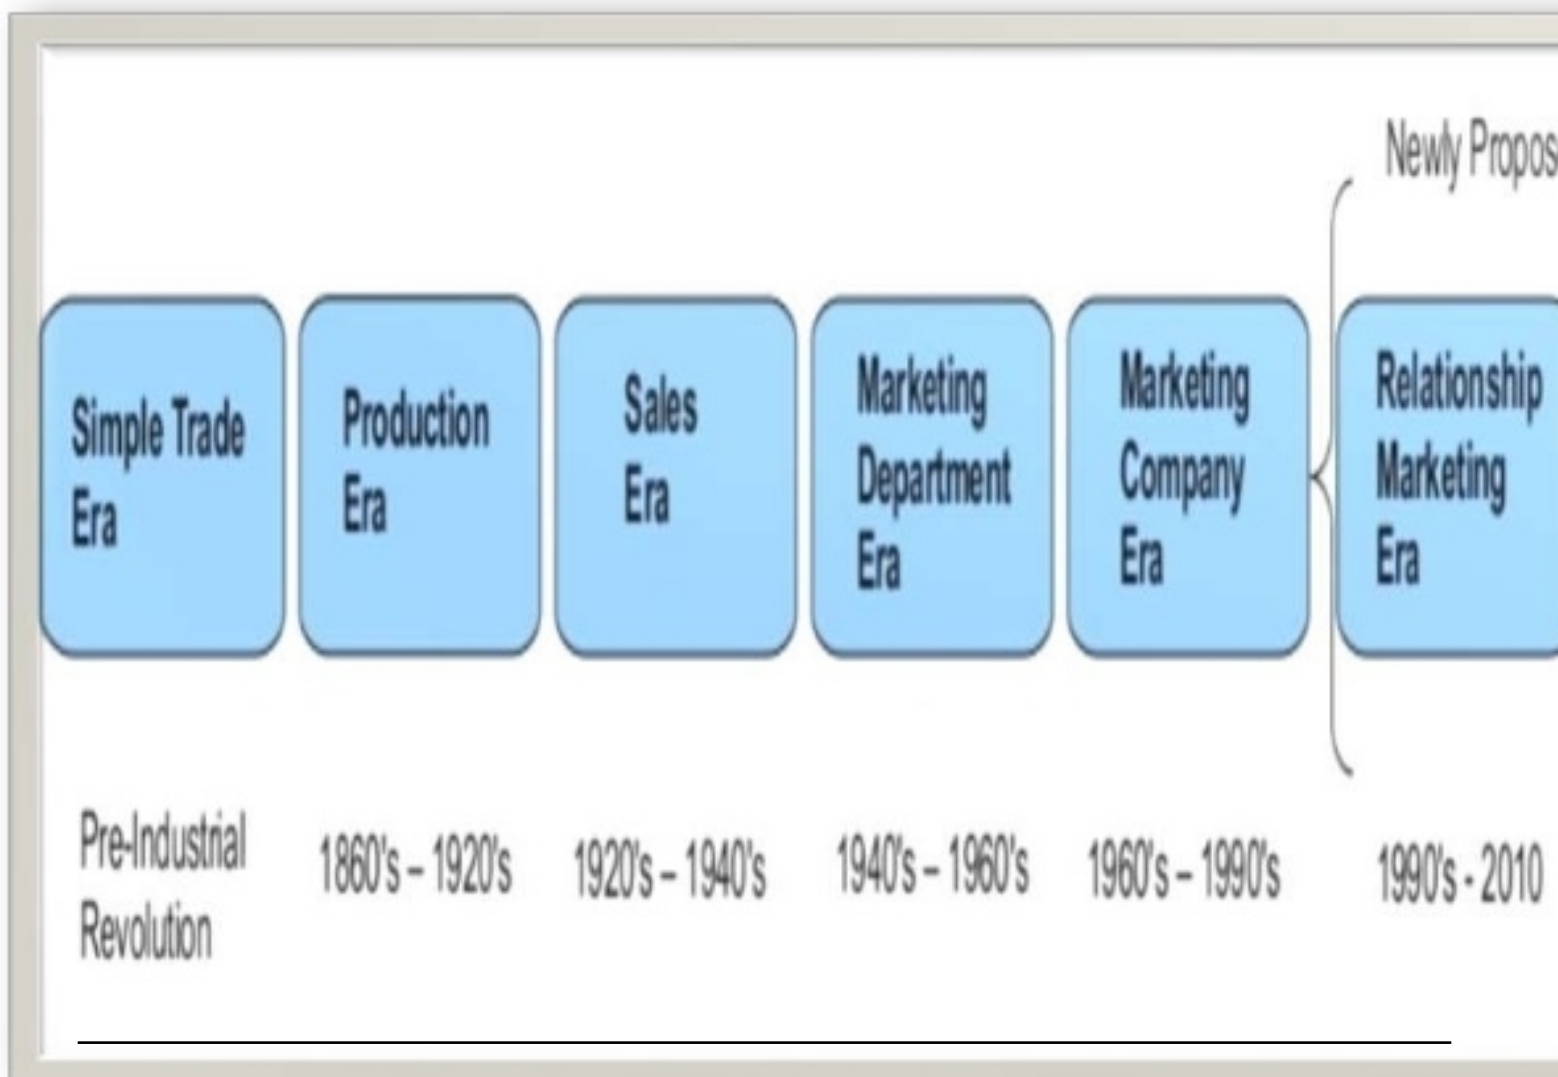 Newly Propos
Simple Trade
Era
Production
Era
Sales
Era
Marketing
Department
Era
Marketing
Company
Era
Relationship
Marketing
Era
Pre-Industrial
Revolution
1860's – 1920's
1920's – 1940's
1940's – 1960's
1960's – 1990's
1990's - 2010